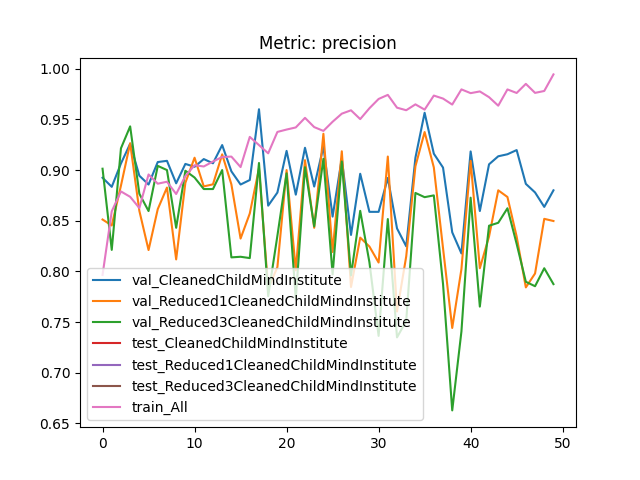 Metric: precision
1.00
0.95
0.90
0.85
0.80
0.75
0.70
0.65
val_CleanedChildMindInstitute
val_Reduced1CleanedChildMindInstitute
val_Reduced3CleanedChildMindInstitute
test_CleanedChildMindInstitute
test_Reduced1CleanedChildMindInstitute
test_Reduced3CleanedChildMindInstitute
train_All
0 10 20 30 40 50